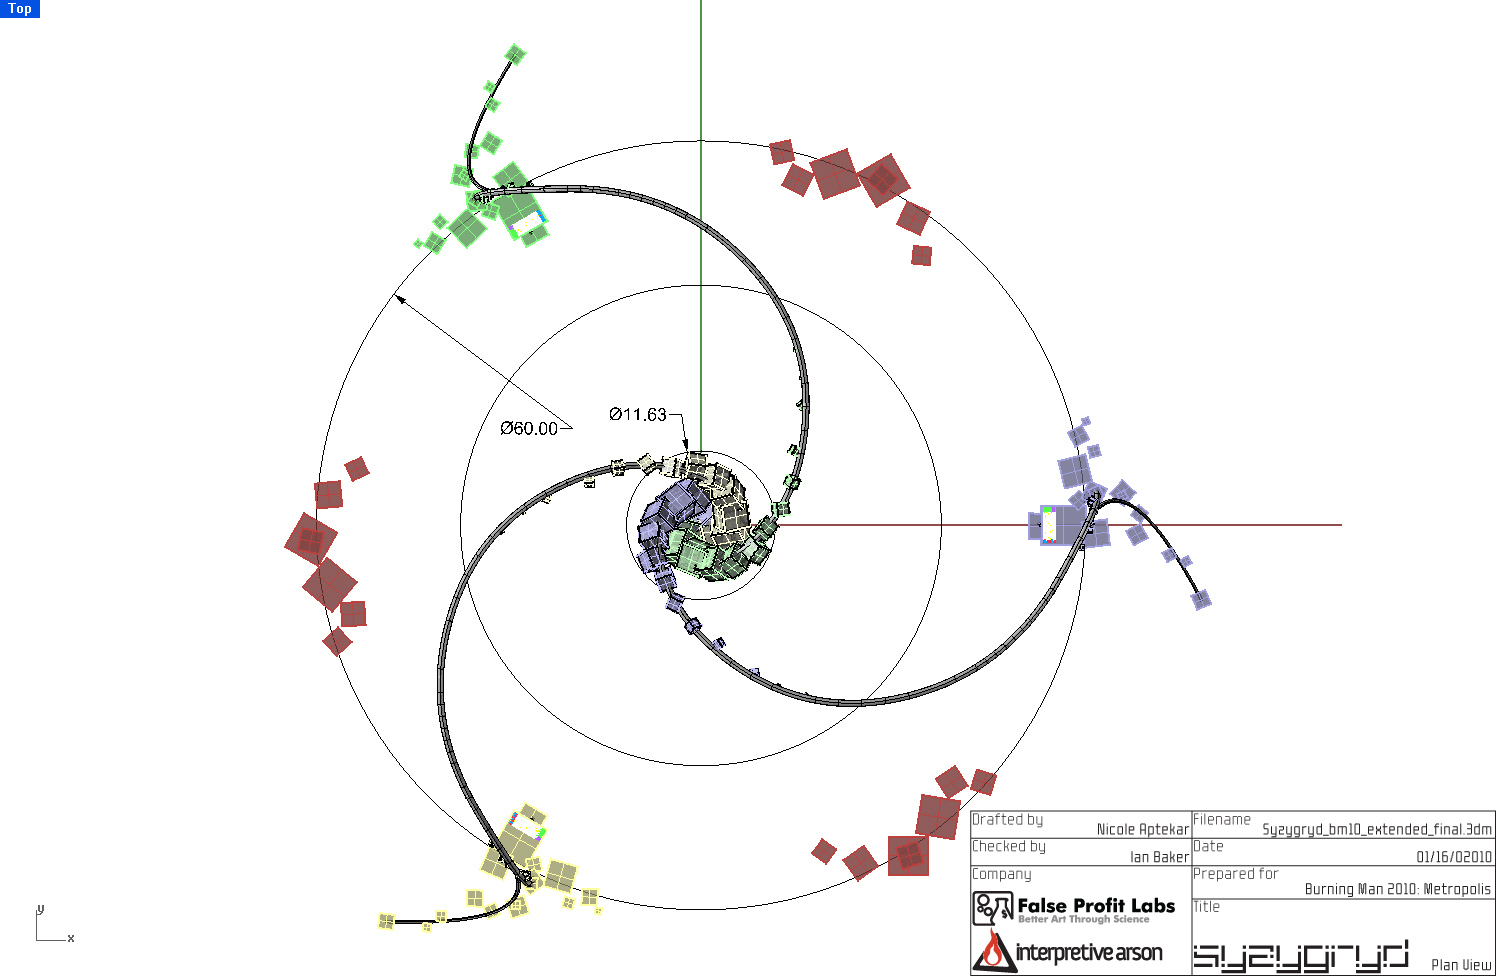 Top
Ø60.00
Ø11.63
Drafted by
Nicole Aptekar
Filename
Syzygryd_bm10_extended_final.3dm
Checked by
Ian Baker
Date
01/16/02010
Company
False Profit Labs
Better Art Through Science
interpretive arson
Prepared for
Burning Man 2010: Metropolis
Title
syzygryd
Plan View
y
x